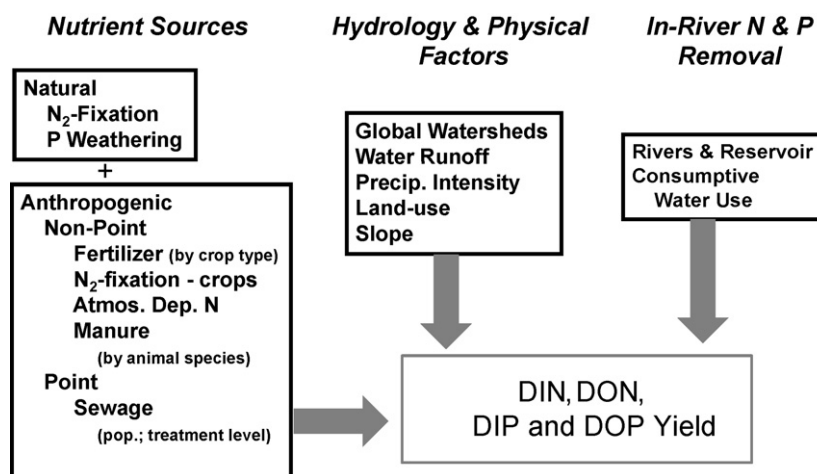 Nutrient Sources
Natural
N₂-Fixation
P Weathering
+
Anthropogenic
Non-Point
Fertilizer (by crop type)
N₂-fixation - crops
Atmos. Dep. N
Manure
(by animal species)
Point
Sewage
(pop.; treatment level)
Hydrology & Physical
Factors
Global Watersheds
Water Runoff
Precip. Intensity
Land-use
Slope
In-River N & P
Removal
Rivers & Reservoir
Consumptive
Water Use
DIN, DON,
DIP and DOP Yield